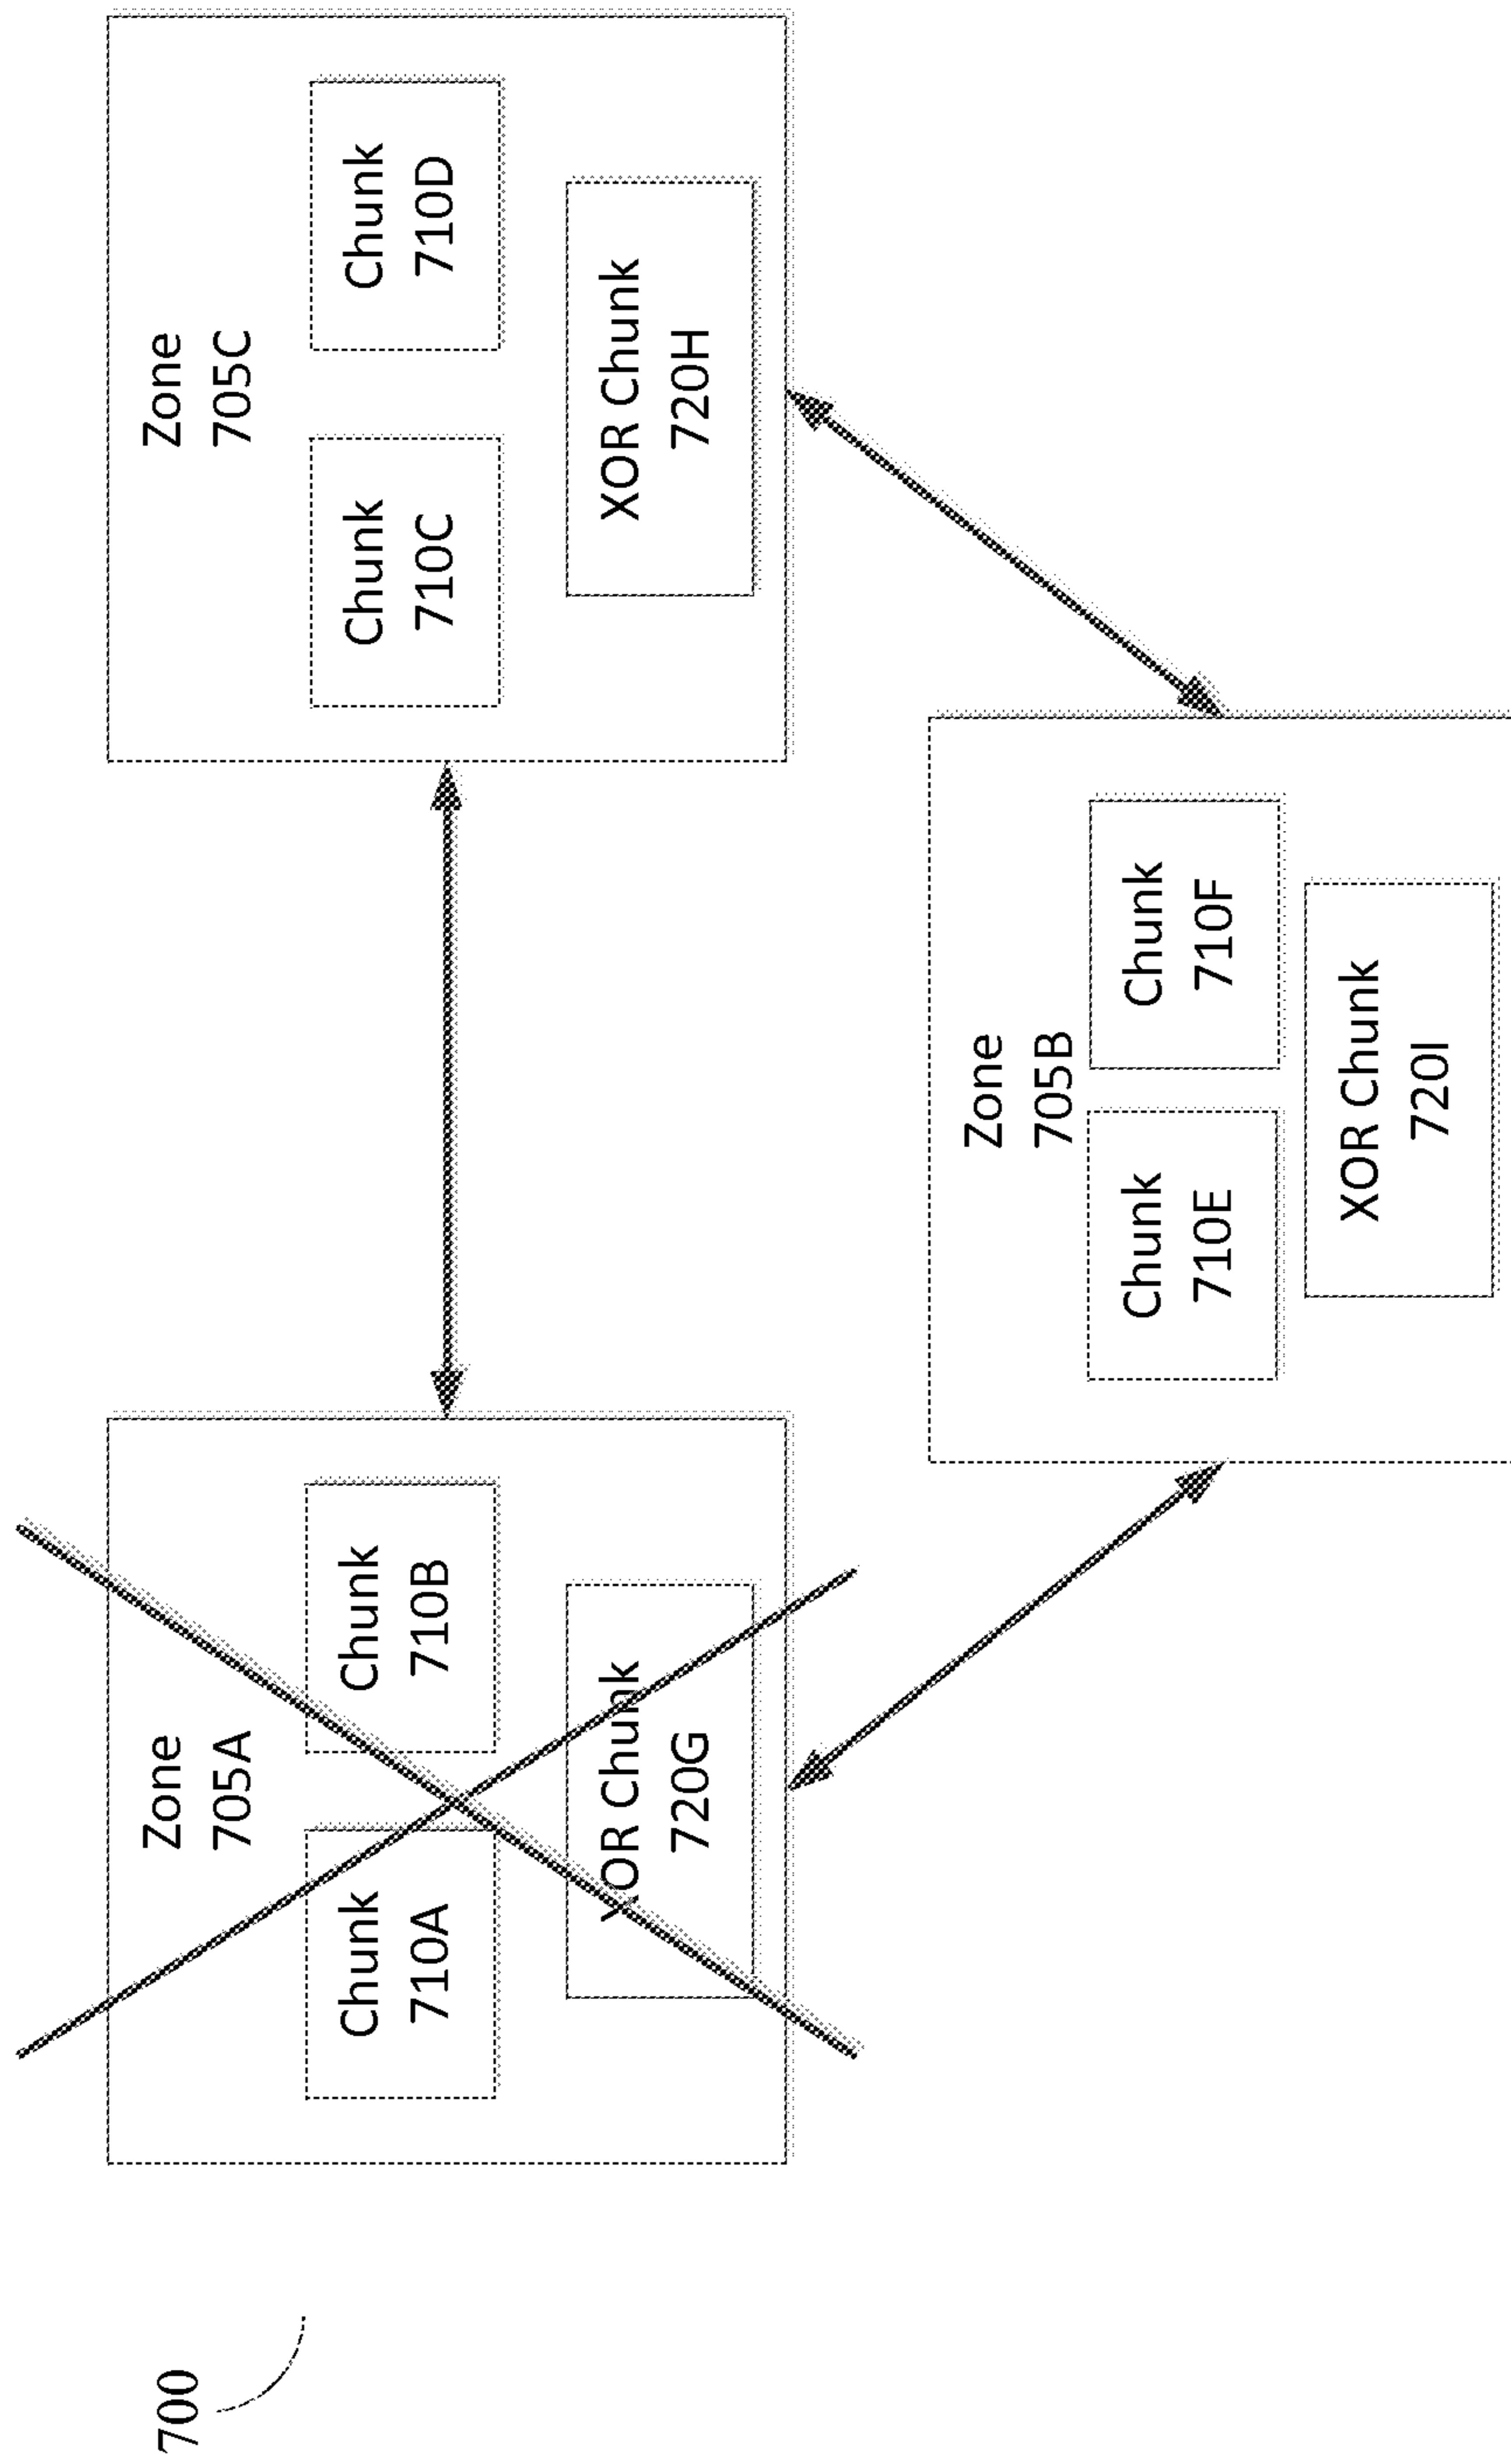 700
Zone
705A
Chunk
710A
Chunk
710B
XOR Chunk
720G
Zone
705C
Chunk
710C
Chunk
710D
XOR Chunk
720H
Zone
705B
Chunk
710E
Chunk
710F
XOR Chunk
720I